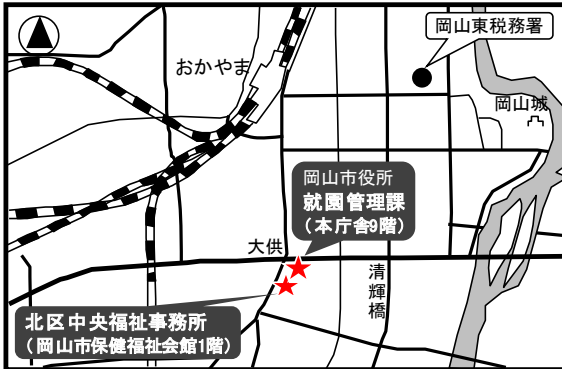 岡山東税務署
おかやま
岡山城
岡山市役所
就園管理課
(本庁舎9階)
大供
清輝橋
北区中央福祉事務所
(岡山市保健福祉会館1階)